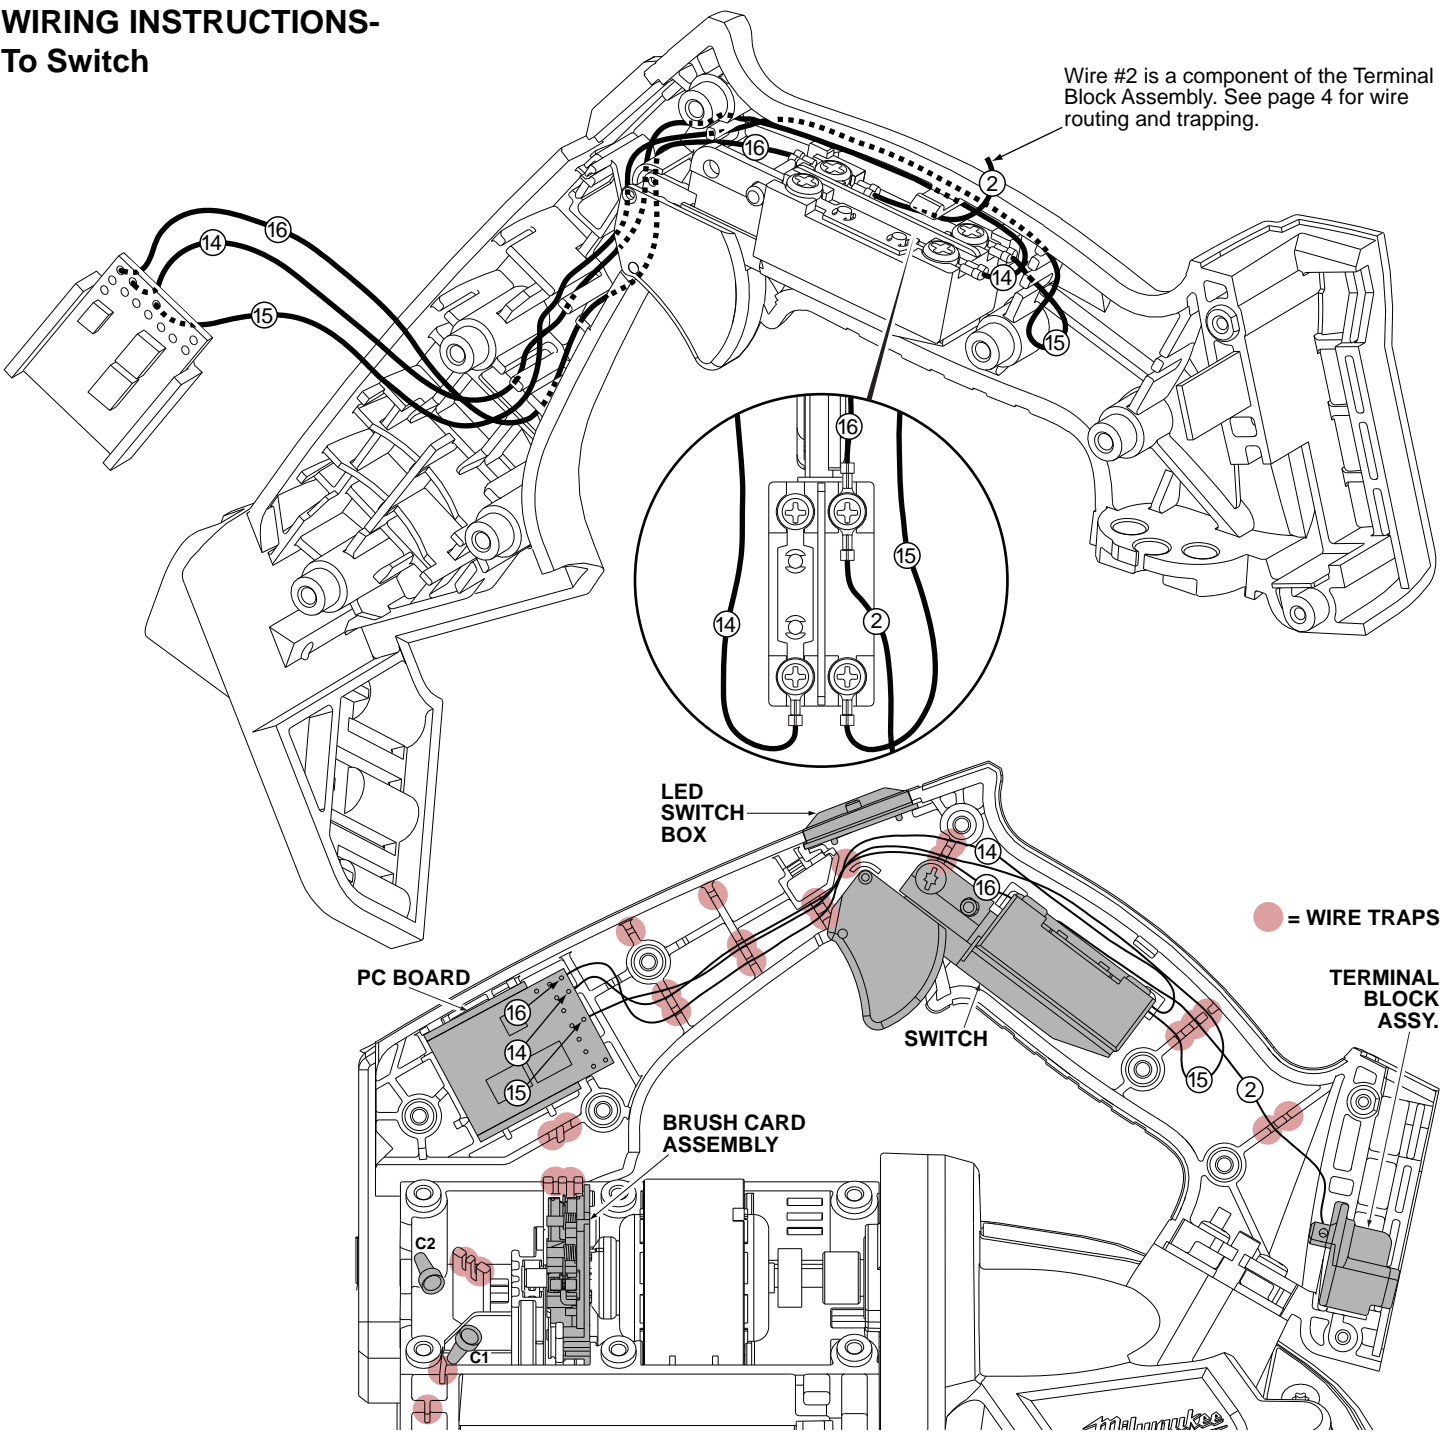 WIRING INSTRUCTIONS-
To Switch
Wire #2 is a component of the Terminal
Block Assembly. See page 4 for wire
routing and trapping.
16
2
16
14
14
15
15
16
15
14
2
LED
SWITCH
BOX
14
16
= WIRE TRAPS
PC BOARD
TERMINAL
BLOCK
ASSY.
16
SWITCH
14
15
15
2
BRUSH CARD
ASSEMBLY
C2
C1
Milwaukee